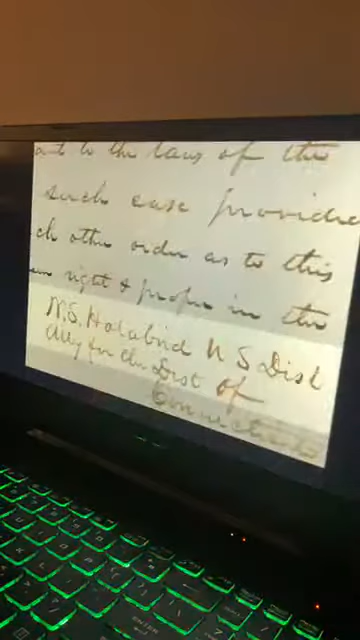 to the laws of the
such case provide
ch other order as to this
right & proper in the
W.S. Holabird U S Dist
Atty for the Dist of
Connecticut